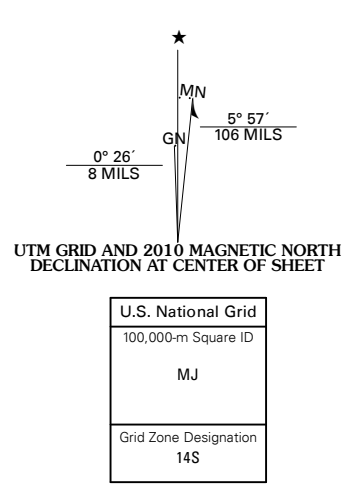 ★
MN
5° 57´
106 MILS
GN
0° 26´
8 MILS
UTM GRID AND 2010 MAGNETIC NORTH
DECLINATION AT CENTER OF SHEET
U.S. National Grid
100,000-m Square ID
MJ
Grid Zone Designation
14S